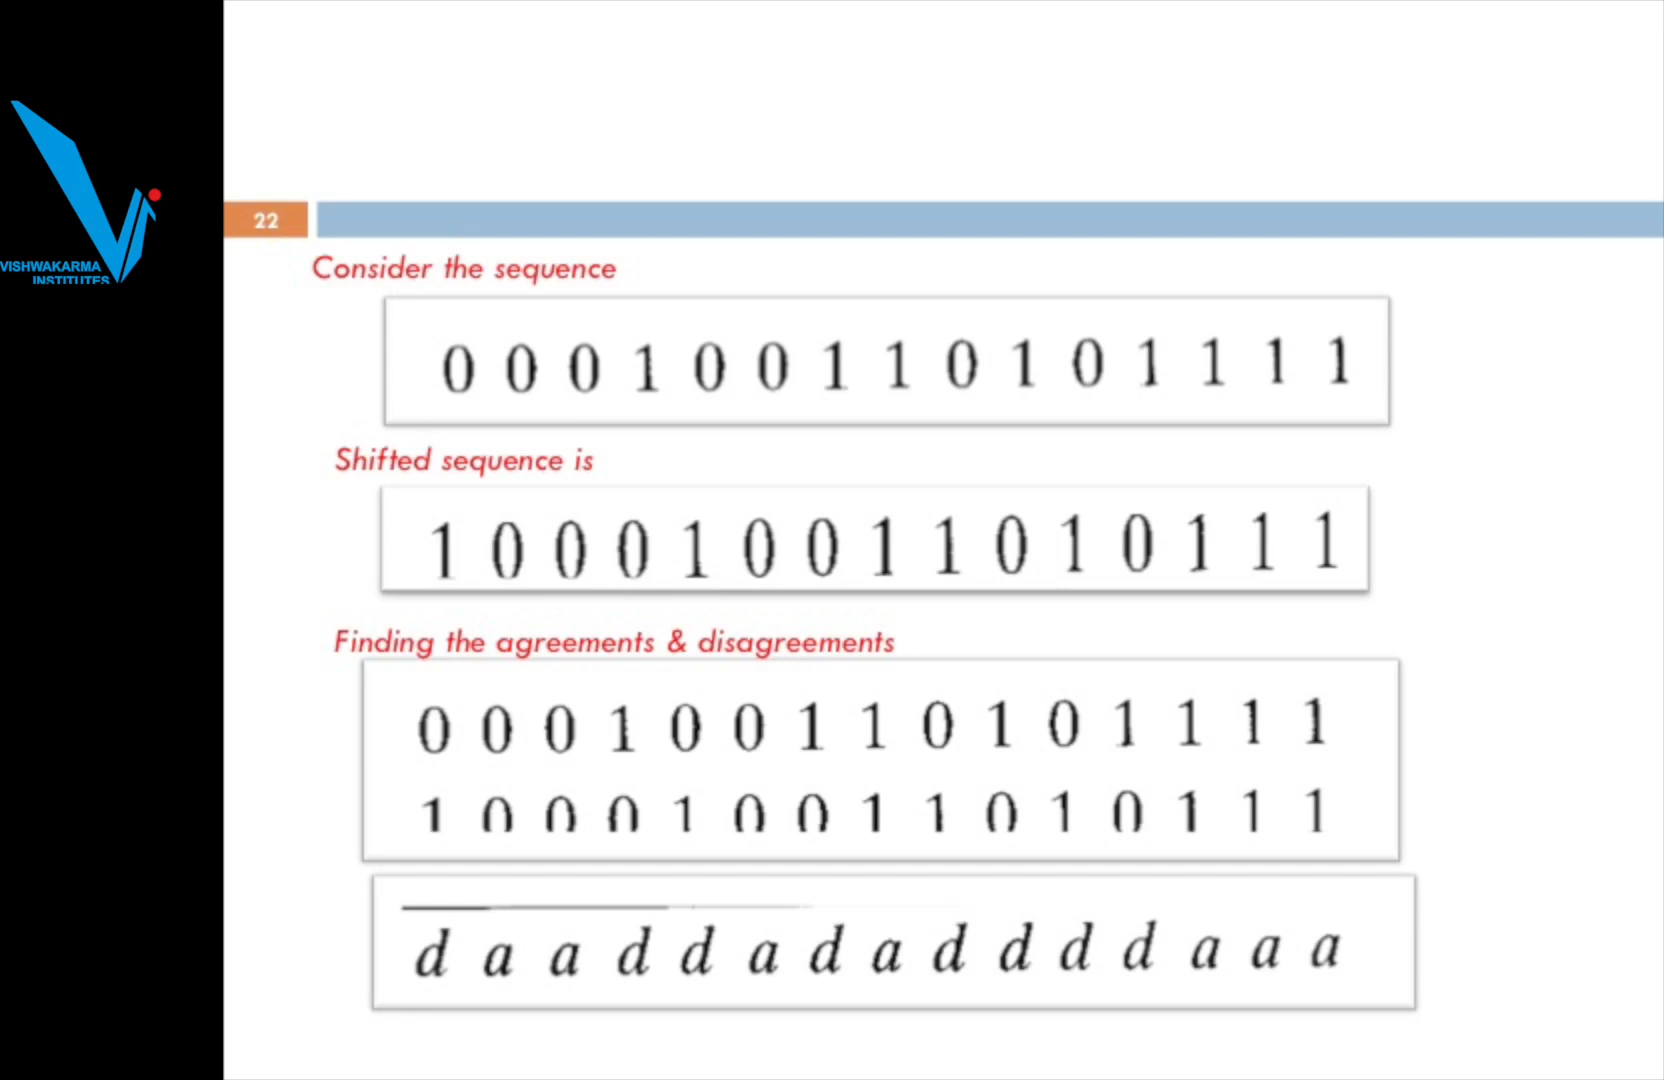 VISHWAKARMA
INSTITUTES
22
Consider the sequence
0 0 0 1 0 0 1 1 0 1 0 1 1 1 1
Shifted sequence is
1 0 0 0 1 0 0 1 1 0 1 0 1 1 1
Finding the agreements & disagreements
0 0 0 1 0 0 1 1 0 1 0 1 1 1 1
1 0 0 0 1 0 0 1 1 0 1 0 1 1 1
d a a d d a d a d d d d a a a